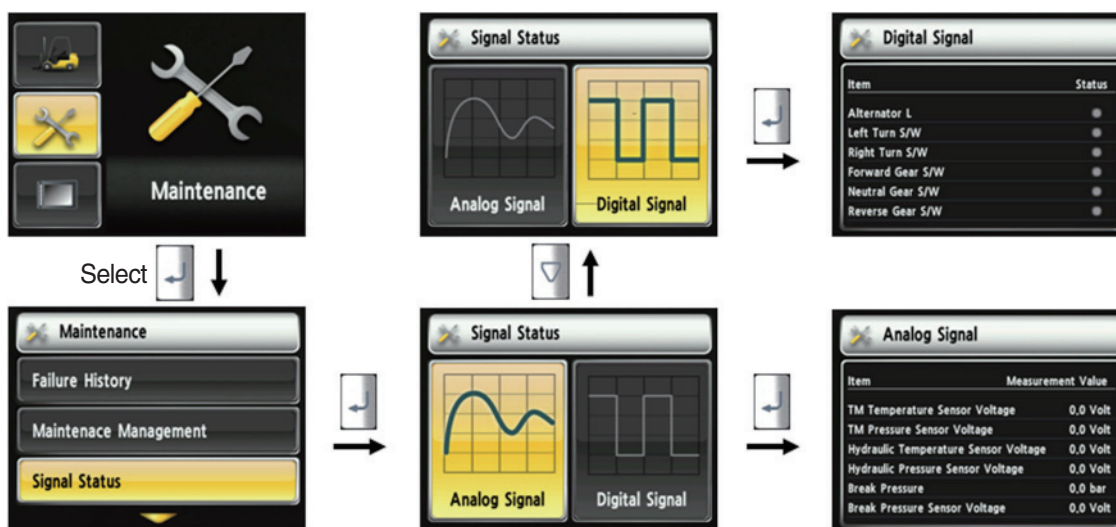 Maintenance
Select
Maintenance
Failure History
Maintenace Management
Signal Status
Signal Status
Analog Signal
Digital Signal
Signal Status
Analog Signal
Digital Signal
Digital Signal
Item Status
Alternator L
Left Turn S/W
Right Turn S/W
Forward Gear S/W
Neutral Gear S/W
Reverse Gear S/W
Analog Signal
Item Measurement Value
TM Temperature Sensor Voltage 0.0 Volt
TM Pressure Sensor Voltage 0.0 Volt
Hydraulic Temperature Sensor Voltage 0.0 Volt
Hydraulic Pressure Sensor Voltage 0.0 Volt
Break Pressure 0.0 bar
Break Pressure Sensor Voltage 0.0 Volt